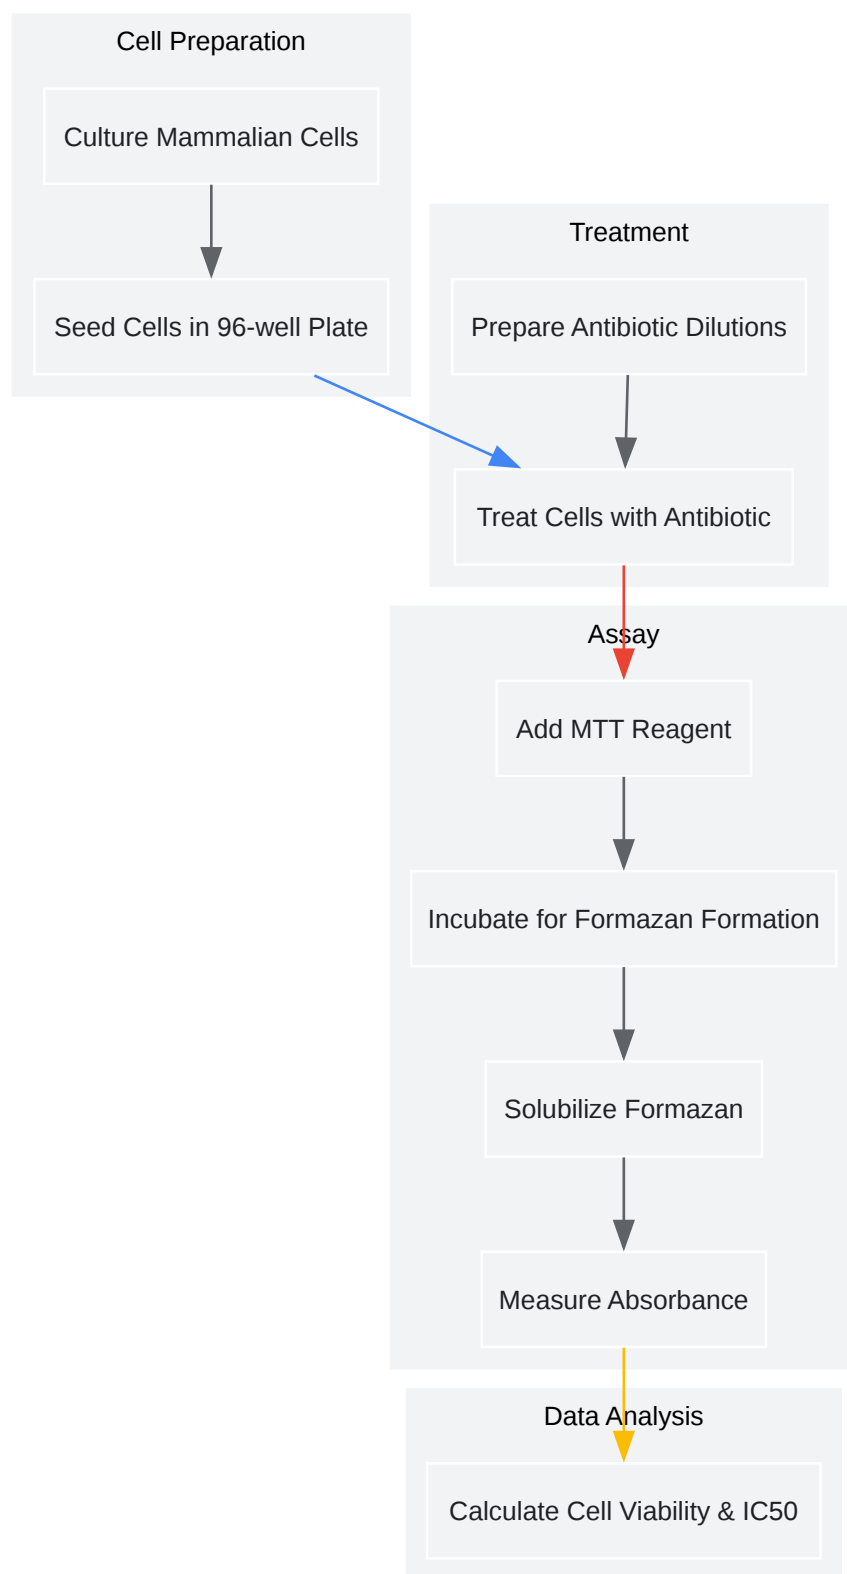 Cell Preparation
Culture Mammalian Cells
Seed Cells in 96-well Plate
Treatment
Prepare Antibiotic Dilutions
Treat Cells with Antibiotic
Assay
Add MTT Reagent
Incubate for Formazan Formation
Solubilize Formazan
Measure Absorbance
Data Analysis
Calculate Cell Viability & IC50